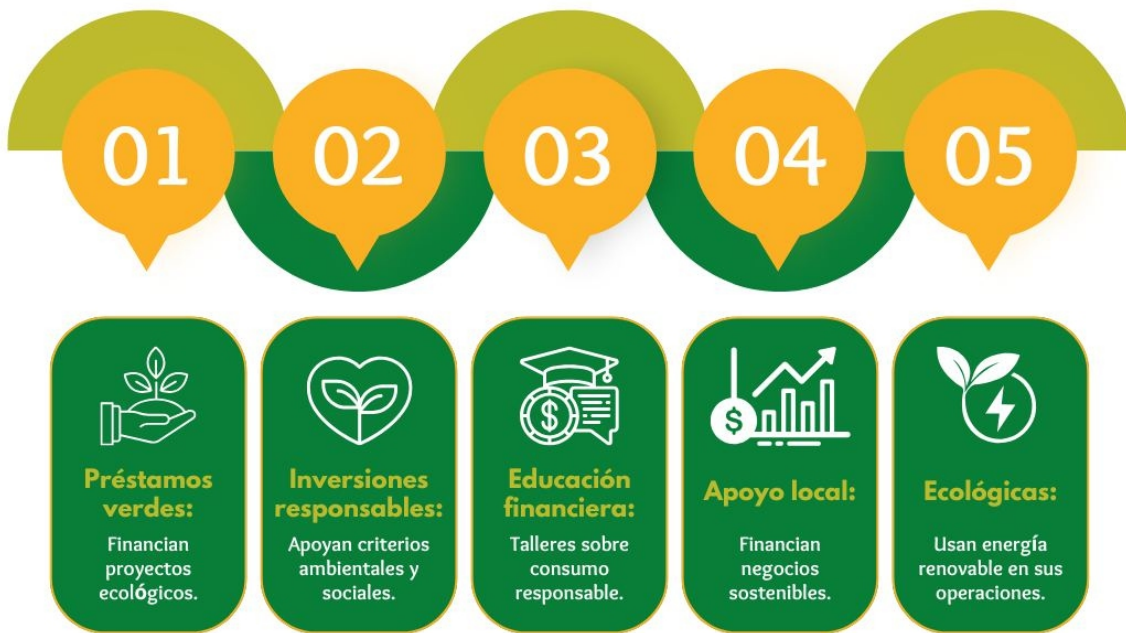 01
02
03
04
05
Préstamos
verdes:
Financian
proyectos
ecológicos.
Inversiones
responsables:
Apoyan criterios
ambientales y
sociales.
Educación
financiera:
Talleres sobre
consumo
responsable.
Apoyo local:
Financian
negocios
sostenibles.
Ecológicas:
Usan energía
renovable en sus
operaciones.